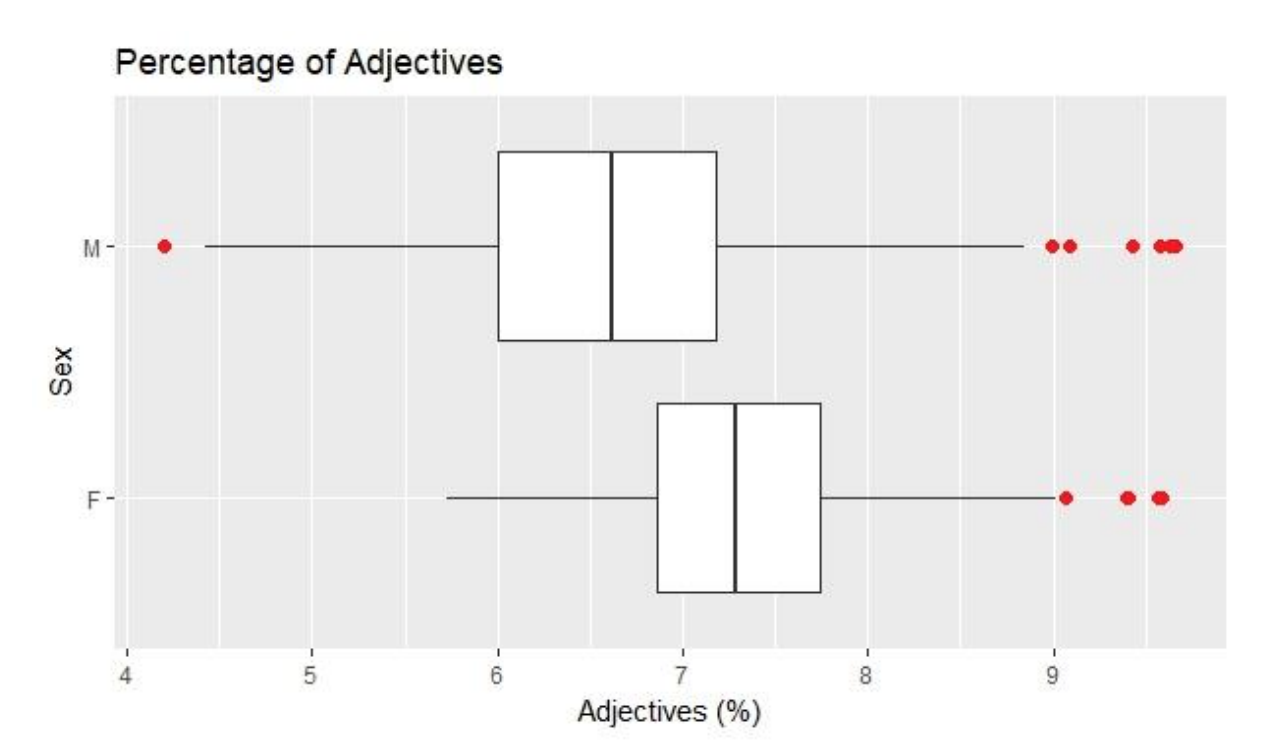 Percentage of Adjectives
M
Sex
F
4 5 6 7 8 9
Adjectives (%)